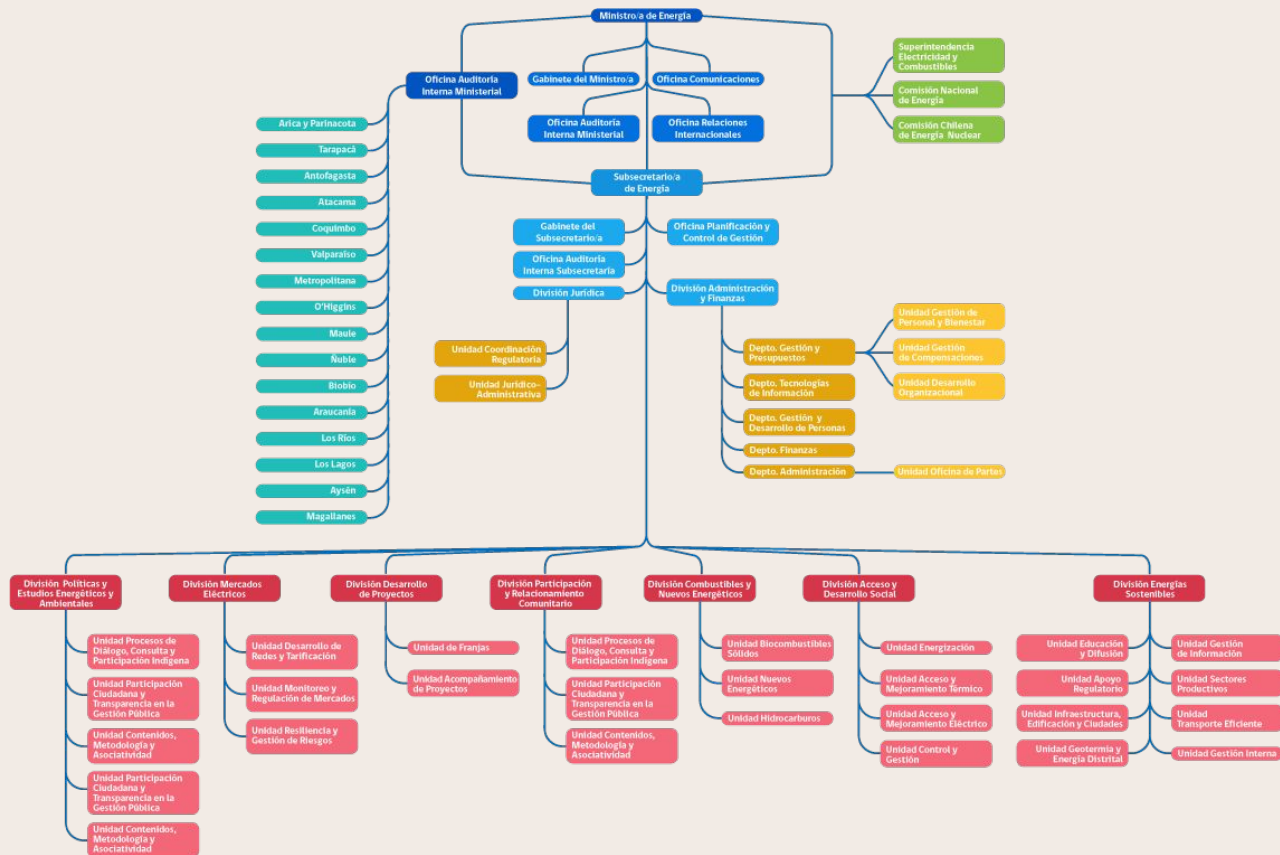 Ministro/a de Energía
Oficina Auditoria
Interna Ministerial
Gabinete del Ministro/a
Oficina Comunicaciones
Oficina Auditoría
Interna Ministerial
Oficina Relaciones
Internacionales
Superintendencia
Electricidad y
Combustibles
Comisión Nacional
de Energía
Comisión Chilena
de Energía Nuclear
Arica y Parinacota
Tarapacá
Antofagasta
Atacama
Coquimbo
Valparaíso
Metropolitana
O'Higgins
Maule
Ñuble
Biobío
Araucanía
Los Ríos
Los Lagos
Aysén
Magallanes
Subsecretario/a
de Energía
Gabinete del
Subsecretario/a
Oficina Planificación y
Control de Gestión
Oficina Auditoría
Interna Subsecretaría
División Jurídica
División Administración
y Finanzas
Unidad Coordinación
Regulatoria
Unidad Jurídico-
Administrativa
Depto. Gestión y
Presupuestos
Depto. Tecnologías
de Información
Depto. Gestión y
Desarrollo de Personas
Depto. Finanzas
Depto. Administración
Unidad Gestión de
Personal y Bienestar
Unidad Gestión
de Compensaciones
Unidad Desarrollo
Organizacional
Unidad Oficina de Partes
División Políticas y
Estudios Energéticos y
Ambientales
Unidad Procesos de
Diálogo, Consulta y
Participación Indígena
Unidad Participación
Ciudadana y
Transparencia en la
Gestión Pública
Unidad Contenidos,
Metodología y
Asociatividad
Unidad Participación
Ciudadana y
Transparencia en la
Gestión Pública
Unidad Contenidos,
Metodología y
Asociatividad
División Mercados
Eléctricos
Unidad Desarrollo de
Redes y Tarificación
Unidad Monitoreo y
Regulación de Mercados
Unidad Resiliencia y
Gestión de Riesgos
División Desarrollo
de Proyectos
Unidad de Franjas
Unidad Acompañamiento
de Proyectos
División Participación
y Relacionamiento
Comunitario
Unidad Procesos de
Diálogo, Consulta y
Participación Indígena
Unidad Participación
Ciudadana y
Transparencia en la
Gestión Pública
Unidad Contenidos,
Metodología y
Asociatividad
División Combustibles y
Nuevos Energéticos
Unidad Biocombustibles
Sólidos
Unidad Nuevos
Energéticos
Unidad Hidrocarburos
División Acceso y
Desarrollo Social
Unidad Energización
Unidad Acceso y
Mejoramiento Térmico
Unidad Acceso y
Mejoramiento Eléctrico
Unidad Control y
Gestión
División Energías
Sostenibles
Unidad Educación
y Difusión
Unidad Apoyo
Regulatorio
Unidad Infraestructura,
Edificación y Ciudades
Unidad Geotermia y
Energía Distrital
Unidad Gestión
de Información
Unidad Sectores
Productivos
Unidad
Transporte Eficiente
Unidad Gestión Interna